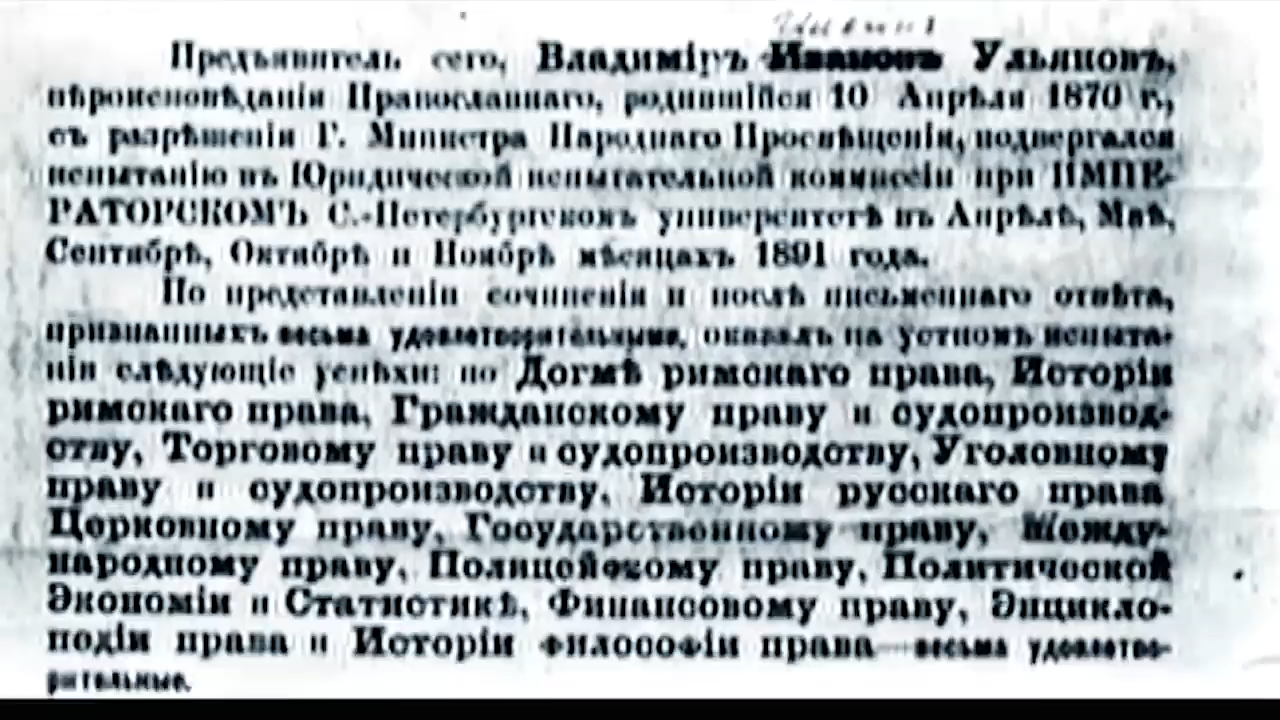 Предъявитель сего, Владиміръ Ивановъ Ульяновъ,
вѣроисповѣданія Православнаго, родившійся 10 Апрѣля 1870 г.,
съ разрѣшенія Г. Министра Народнаго Просвѣщенія, подвергался
испытанію въ Юридической испытательной коммиссіи при ИМПЕ-
РАТОРСКОМЪ С.-Петербургскомъ университетѣ въ Апрѣлѣ, Маѣ,
Сентябрѣ, Октябрѣ и Ноябрѣ мѣсяцахъ 1891 года.
По представленіи сочиненія и послѣ письменнаго отвѣта,
признанныхъ весьма удовлетворительными, оказалъ на устномъ испыта-
ніи слѣдующіе успѣхи: по Догмѣ римскаго права, Исторіи
римскаго права, Гражданскому праву и судопроизвод-
ству, Торговому праву и судопроизводству, Уголовному
праву и судопроизводству, Исторіи русскаго права
Церковному праву, Государственному праву, Между-
народному праву, Полицейскому праву, Политической
Экономіи и Статистикѣ, Финансовому праву, Энцикло-
педіи права и Исторіи философіи права—весьма удовлетво-
рительные.